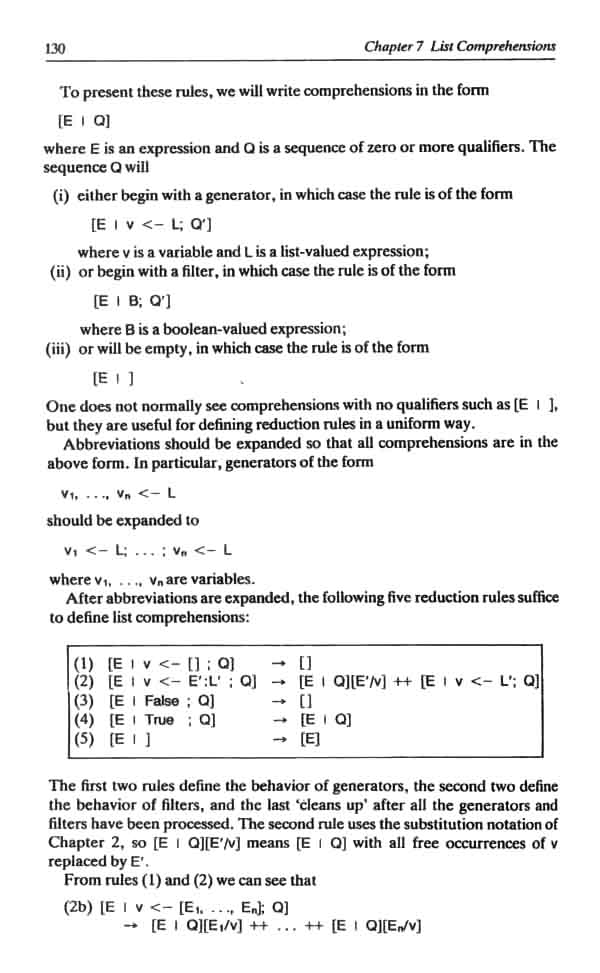 130 Chapter 7 List Comprehensions
To present these rules, we will write comprehensions in the form
[E | Q]
where E is an expression and Q is a sequence of zero or more qualifiers. The
sequence Q will
(i) either begin with a generator, in which case the rule is of the form
[E | v <- L; Q']
where v is a variable and L is a list-valued expression;
(ii) or begin with a filter, in which case the rule is of the form
[E | B; Q']
where B is a boolean-valued expression;
(iii) or will be empty, in which case the rule is of the form
[E | ]
One does not normally see comprehensions with no qualifiers such as [E | ],
but they are useful for defining reduction rules in a uniform way.
Abbreviations should be expanded so that all comprehensions are in the
above form. In particular, generators of the form
v₁, ..., vₙ <- L
should be expanded to
v₁ <- L; ... ; vₙ <- L
where v₁, ..., vₙ are variables.
After abbreviations are expanded, the following five reduction rules suffice
to define list comprehensions:
(1) [E | v <- [] ; Q] → []
(2) [E | v <- E':L' ; Q] → [E | Q][E'/v] ++ [E | v <- L'; Q]
(3) [E | False ; Q] → []
(4) [E | True ; Q] → [E | Q]
(5) [E | ] → [E]
The first two rules define the behavior of generators, the second two define
the behavior of filters, and the last 'cleans up' after all the generators and
filters have been processed. The second rule uses the substitution notation of
Chapter 2, so [E | Q][E'/v] means [E | Q] with all free occurrences of v
replaced by E'.
From rules (1) and (2) we can see that
(2b) [E | v <- [E₁, ..., Eₙ]; Q]
→ [E | Q][E₁/v] ++ ... ++ [E | Q][Eₙ/v]